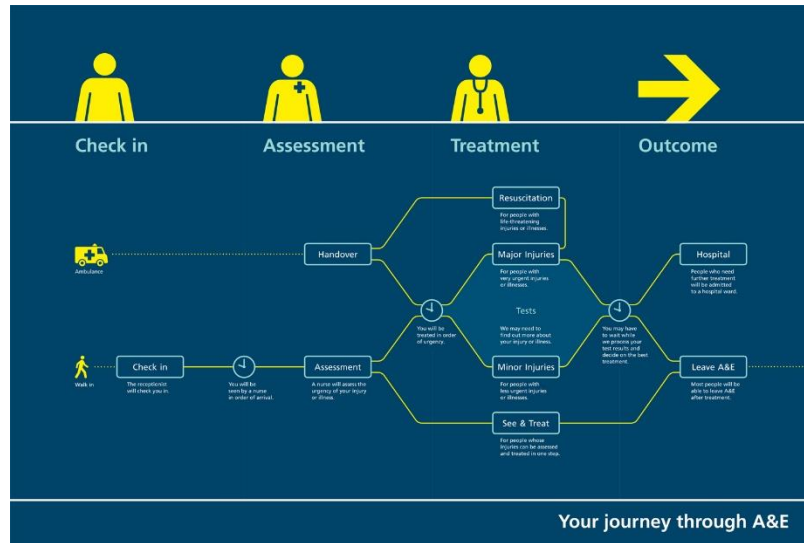 Check in
Assessment
Treatment
Outcome
Resuscitation
For people with
life-threatening
injuries or illnesses.
Ambulance
Handover
Major Injuries
For people with
very urgent injuries
or illnesses.
Hospital
People who need
further treatment
will be admitted
to a hospital ward.
You will be
treated in order
of urgency.
Tests
We may need to
find out more about
your injury or illness.
You may have
to wait while
we process your
test results and
decide on the best
treatment.
Walk in
Check in
The receptionist
will check you in.
You will be
seen by a nurse
in order of arrival.
Assessment
A nurse will assess the
urgency of your injury
or illness.
Minor Injuries
For people with
less urgent injuries
or illnesses.
Leave A&E
Most people will be
able to leave A&E
after treatment.
See & Treat
For people whose
injuries can be assessed
and treated in one step.
Your journey through A&E